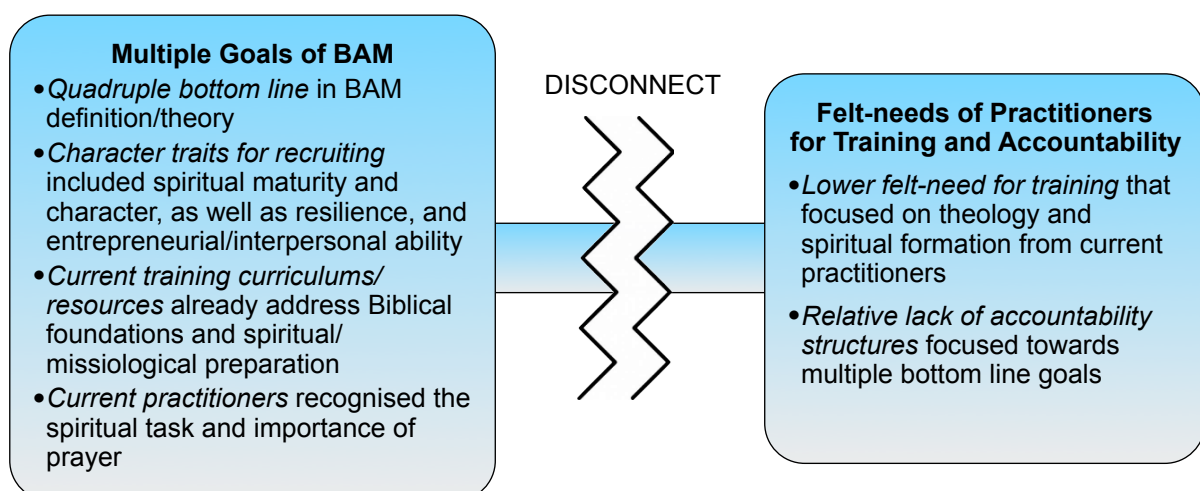 Multiple Goals of BAM
•Quadruple bottom line in BAM
definition/theory
•Character traits for recruiting
included spiritual maturity and
character, as well as resilience, and
entrepreneurial/interpersonal ability
•Current training curriculums/
resources already address Biblical
foundations and spiritual/
missiological preparation
•Current practitioners recognised the
spiritual task and importance of
prayer
DISCONNECT
Felt-needs of Practitioners
for Training and Accountability
•Lower felt-need for training that
focused on theology and
spiritual formation from current
practitioners
•Relative lack of accountability
structures focused towards
multiple bottom line goals